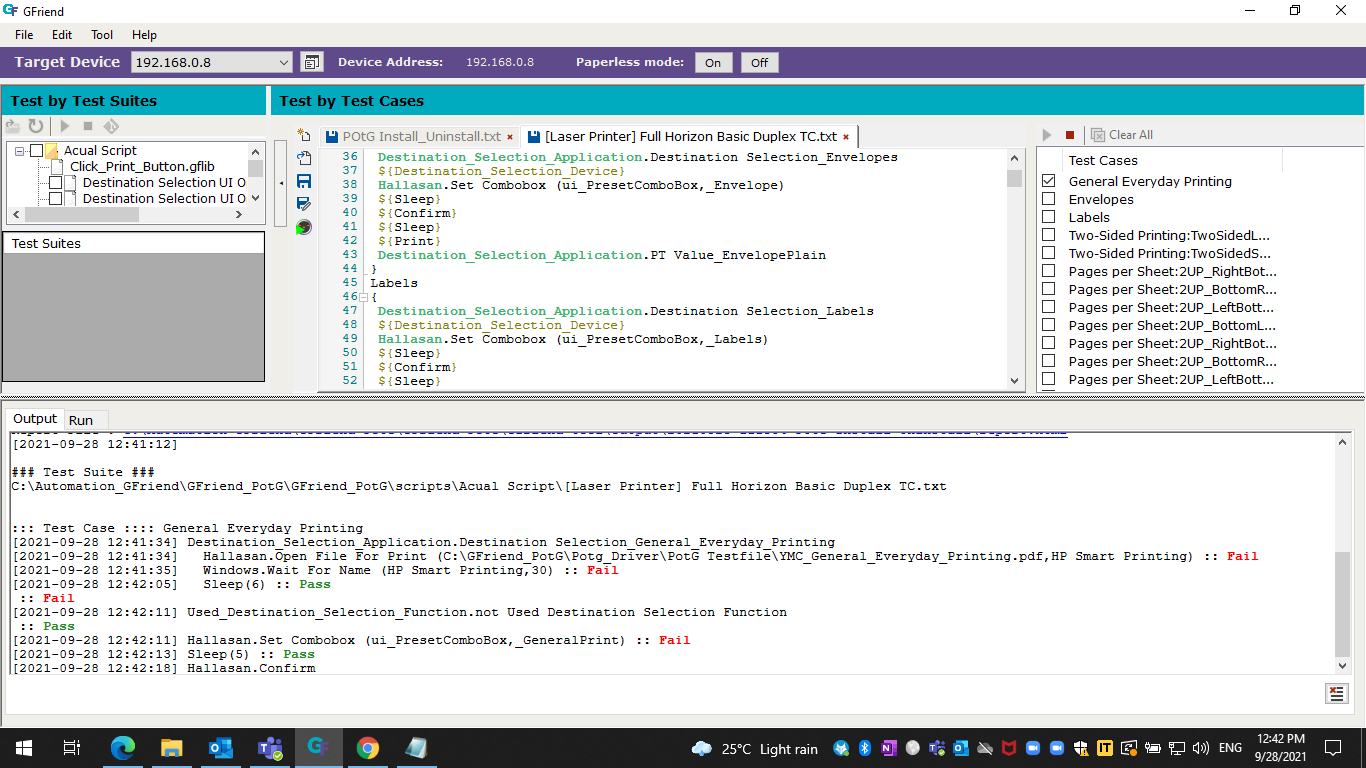 GFriend
File Edit Acual Tool Help
Target Device 192.168.0.8 Device Address: 192.168.0.8 Paperless mode: On Off
Test by Test Suites
Test by Test Cases
Acual Script
Click_Print_Button.gflib
Destination Selection UI O
Destination Selection UI O
Test Suites
POtG Install_Uninstall.txt × [Laser Printer] Full Horizon Basic Duplex TC.txt ×
36 Destination_Selection_Application.Destination Selection_Envelopes
37 ${Destination_Selection_Device}
38 Hallasan.Set Combobox (ui_PresetComboBox,_Envelope)
39 ${Sleep}
40 ${Confirm}
41 ${Sleep}
42 ${Print}
43 Destination_Selection_Application.PT Value_EnvelopePlain
44 }
45 Labels
46 {
47 Destination_Selection_Application.Destination Selection_Labels
48 ${Destination_Selection_Device}
49 Hallasan.Set Combobox (ui_PresetComboBox,_Labels)
50 ${Sleep}
51 ${Confirm}
52 ${Sleep}
Clear All
Test Cases
General Everyday Printing
Envelopes
Labels
Two-Sided Printing:TwoSidedL...
Two-Sided Printing:TwoSidedS...
Pages per Sheet:2UP_RightBot...
Pages per Sheet:2UP_BottomR...
Pages per Sheet:2UP_LeftBott...
Pages per Sheet:2UP_BottomL...
Pages per Sheet:2UP_RightBot...
Pages per Sheet:2UP_BottomR...
Pages per Sheet:2UP_LeftBott...
Output Run
[2021-09-28 12:41:12]
### Test Suite ###
C:\Automation_GFriend\GFriend_PotG\GFriend_PotG\scripts\Acual Script\[Laser Printer] Full Horizon Basic Duplex TC.txt
::: Test Case :::: General Everyday Printing
[2021-09-28 12:41:34] Destination_Selection_Application.Destination Selection_General_Everyday_Printing
[2021-09-28 12:41:34] Hallasan.Open File For Print (C:\GFriend_PotG\Potg_Driver\PotG Testfile\YMC_General_Everyday_Printing.pdf,HP Smart Printing) :: Fail
[2021-09-28 12:41:35] Windows.Wait For Name (HP Smart Printing,30) :: Fail
[2021-09-28 12:42:05] Sleep(6) :: Pass
:: Fail
[2021-09-28 12:42:11] Used_Destination_Selection_Function.not Used Destination Selection Function
:: Pass
[2021-09-28 12:42:11] Hallasan.Set Combobox (ui_PresetComboBox,_GeneralPrint) :: Fail
[2021-09-28 12:42:13] Sleep(5) :: Pass
[2021-09-28 12:42:18] Hallasan.Confirm
25°C Light rain ENG 12:42 PM
9/28/2021